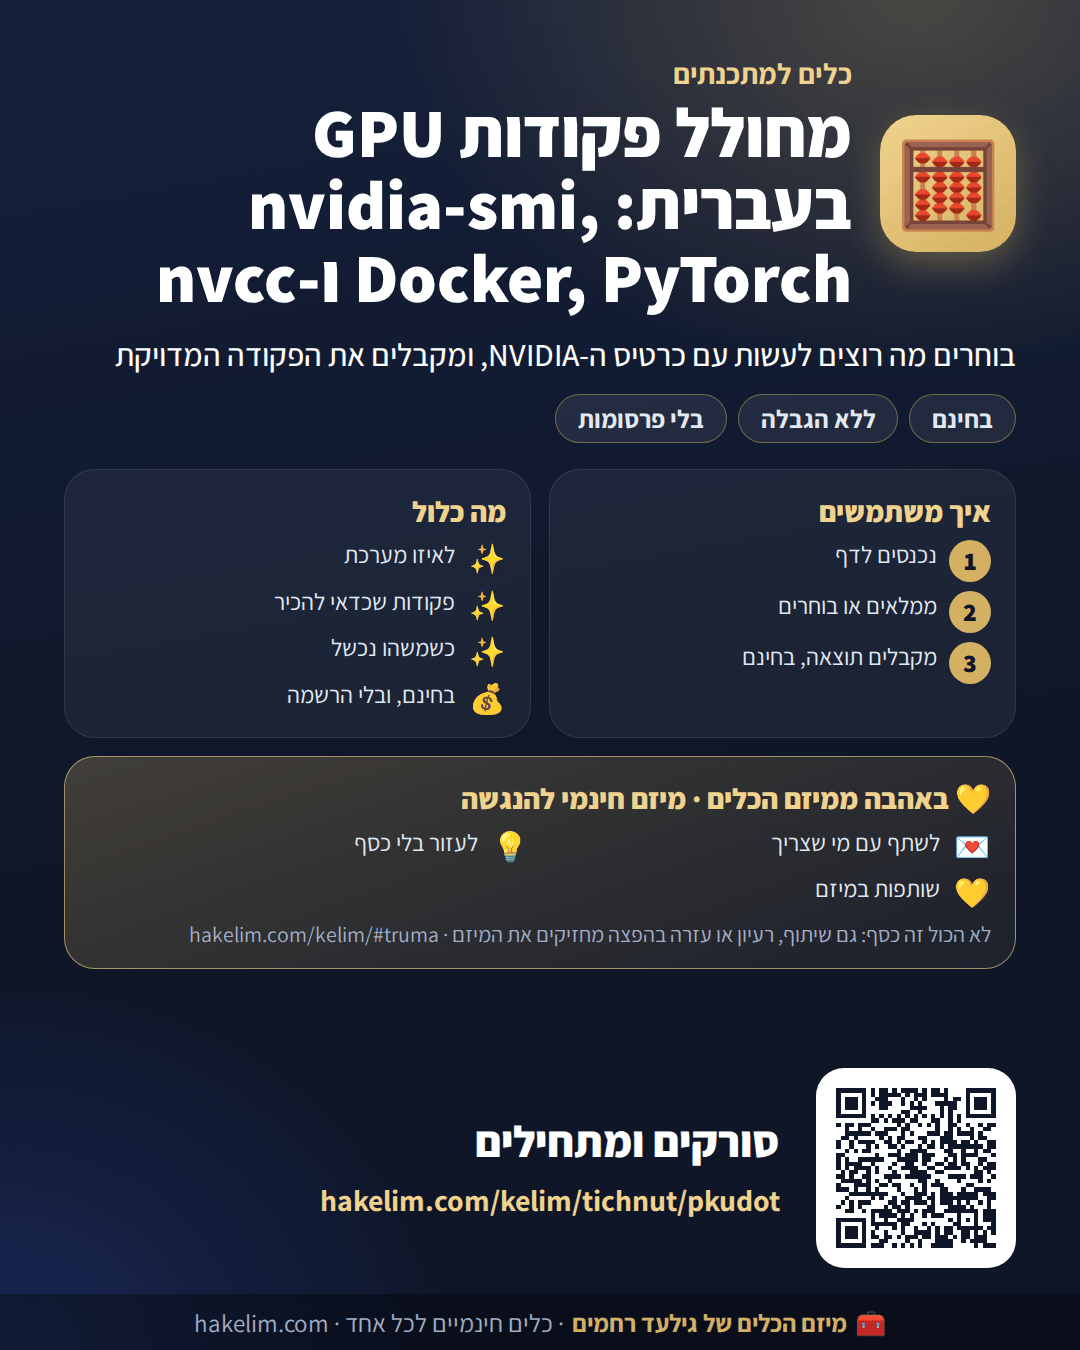 כלים למתכנתים
מחולל פקודות GPU
בעברית: nvidia-smi,
Docker, PyTorch ו-nvcc
בוחרים מה רוצים לעשות עם כרטיס ה-NVIDIA, ומקבלים את הפקודה המדויקת
בחינם
ללא הגבלה
בלי פרסומות
איך משתמשים
1 נכנסים לדף
2 ממלאים או בוחרים
3 מקבלים תוצאה, בחינם
מה כלול
לאיזו מערכת
פקודות שכדאי להכיר
כשמשהו נכשל
בחינם, ובלי הרשמה
באהבה ממיזם הכלים · מיזם חינמי להנגשה
לשתף עם מי שצריך
לעזור בלי כסף
שותפות במיזם
לא הכול זה כסף: גם שיתוף, רעיון או עזרה בהפצה מחזיקים את המיזם · hakelim.com/kelim/#truma
סורקים ומתחילים
hakelim.com/kelim/tichnut/pkudot
מיזם הכלים של גילעד רחמים · כלים חינמיים לכל אחד · hakelim.com